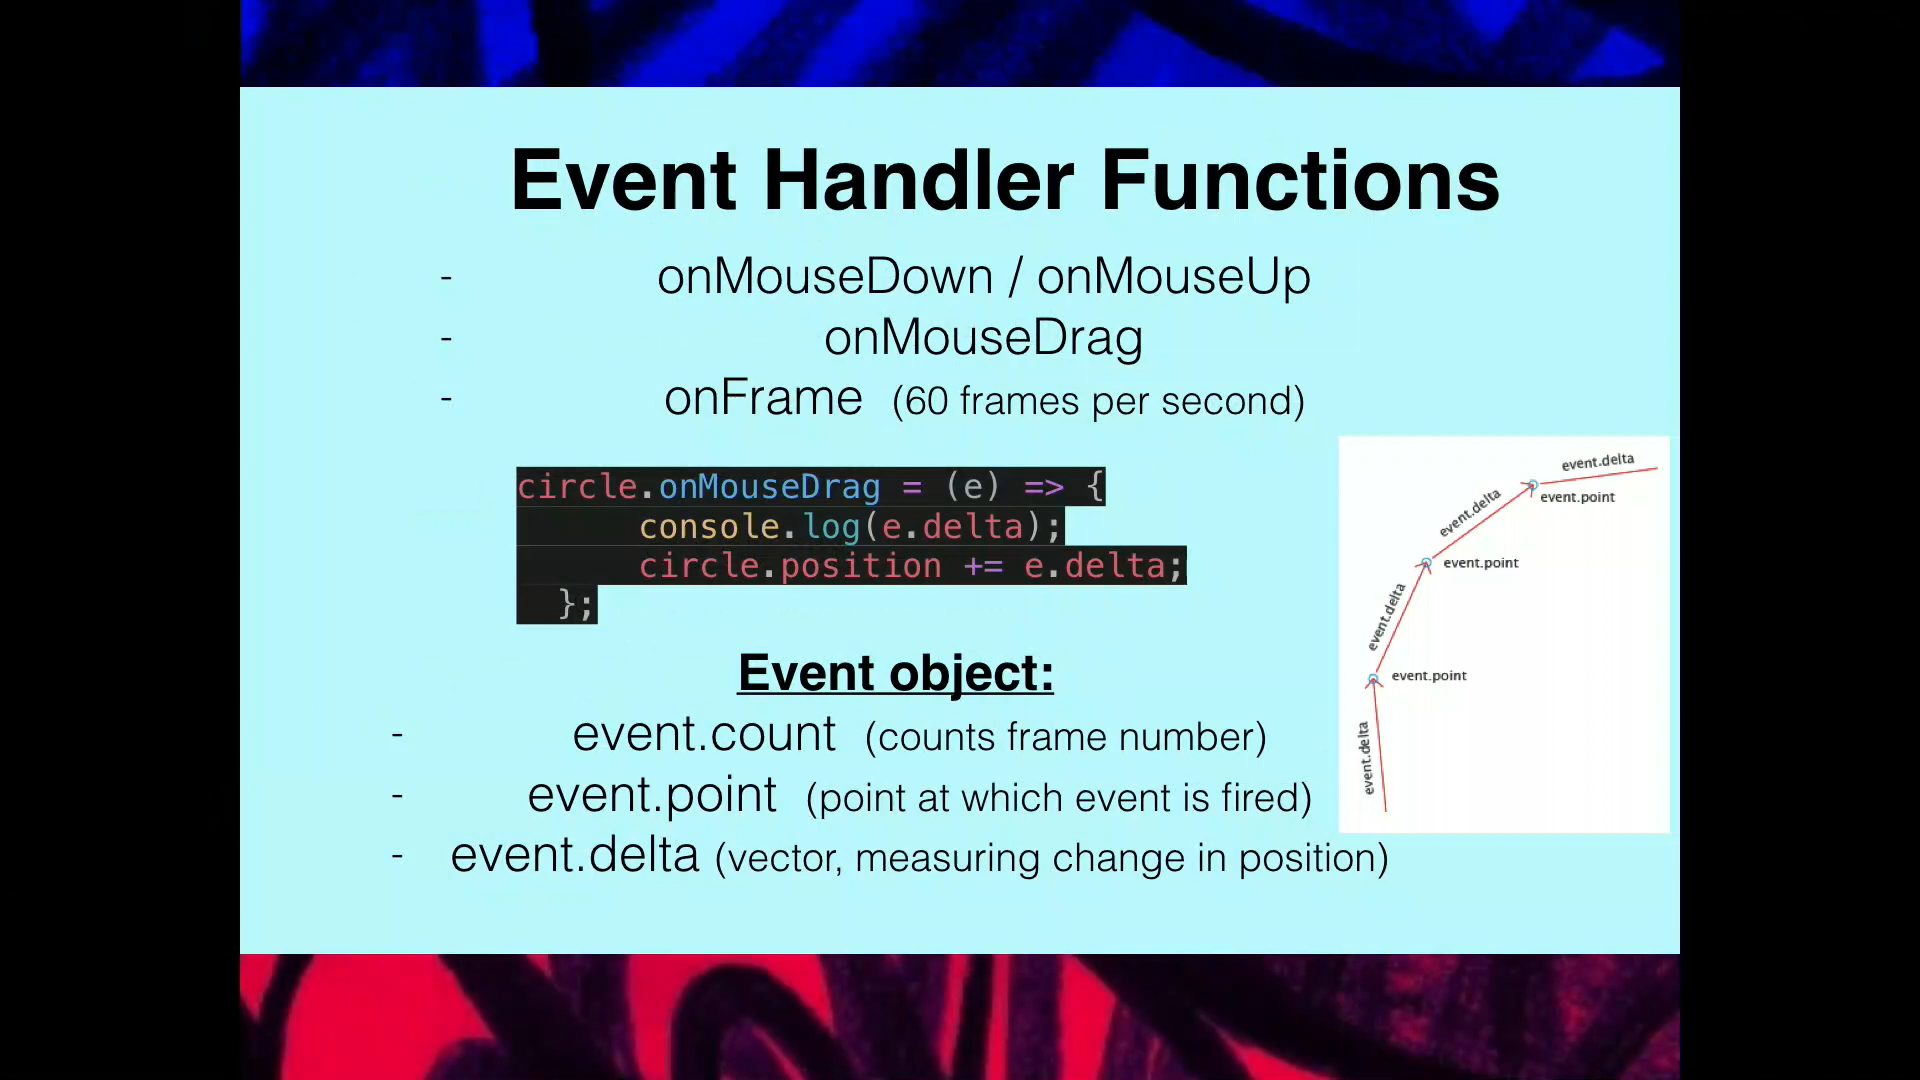 Event Handler Functions
- onMouseDown / onMouseUp
- onMouseDrag
- onFrame (60 frames per second)
circle.onMouseDrag = (e) => {
console.log(e.delta);
circle.position += e.delta;
};
Event object:
- event.count (counts frame number)
- event.point (point at which event is fired)
- event.delta (vector, measuring change in position)
event.delta
event.point
event.delta
event.point
event.delta
event.point
event.delta